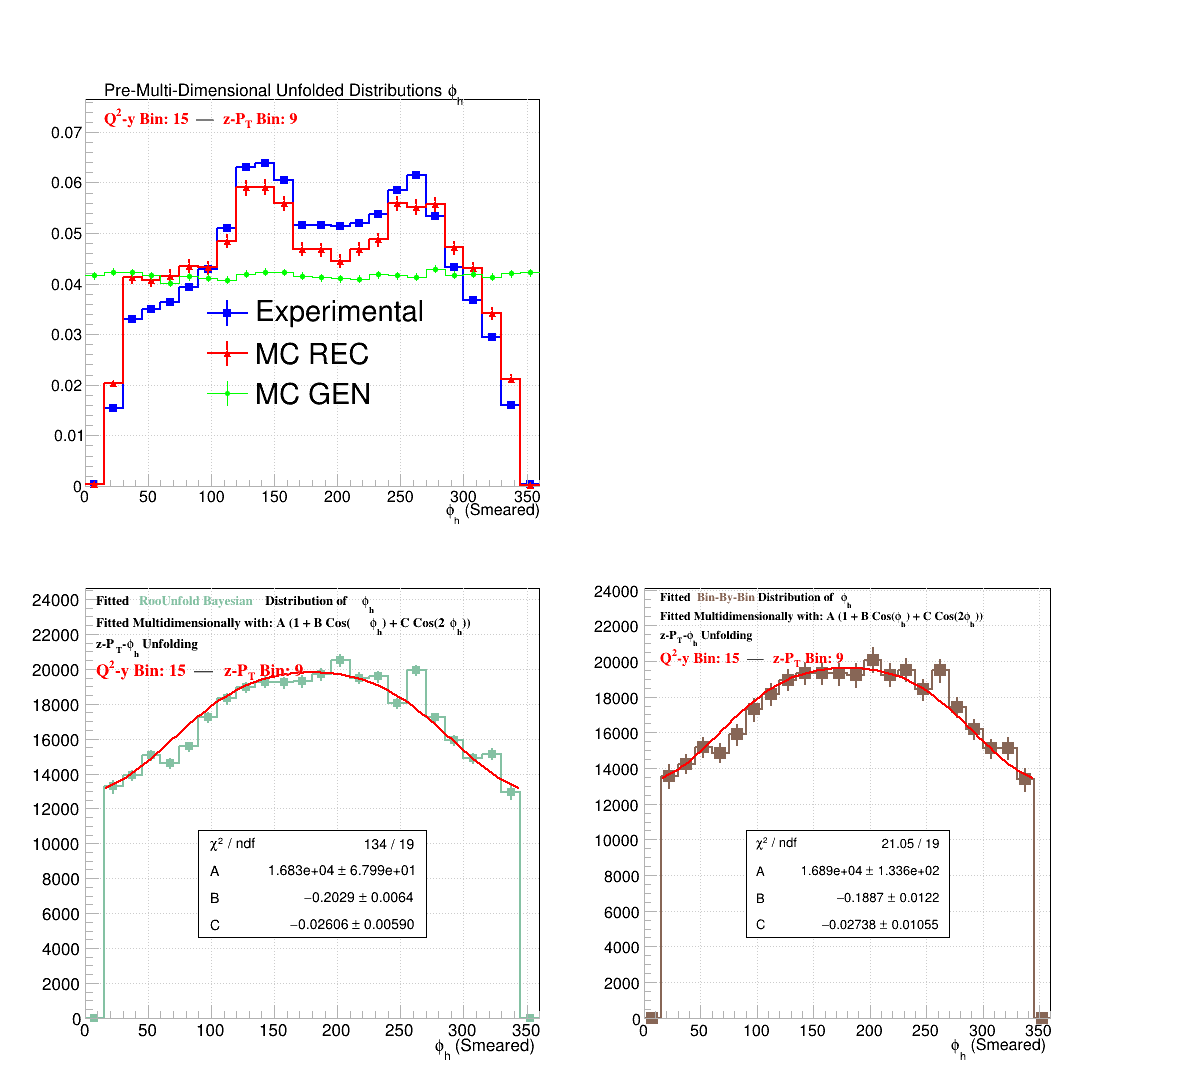 Pre-Multi-Dimensional Unfolded Distributions ϕh
Q²-y Bin: 15 — z-PT Bin: 9
0.07
0.06
0.05
0.04
0.03
0.02
0.01
0
Experimental
MC REC
MC GEN
0 50 100 150 200 250 300 350
ϕh (Smeared)
Fitted RooUnfold Bayesian Distribution of ϕh
Fitted Multidimensionally with: A (1 + B Cos( ϕh) + C Cos(2 ϕh))
z-PT-ϕh Unfolding
Q²-y Bin: 15 — z-PT Bin: 9
24000
22000
20000
18000
16000
14000
12000
10000
8000
6000
4000
2000
0
χ² / ndf 134 / 19
A 1.683e+04 ± 6.799e+01
B −0.2029 ± 0.0064
C −0.02606 ± 0.00590
0 50 100 150 200 250 300 350
ϕh (Smeared)
Fitted Bin-By-Bin Distribution of ϕh
Fitted Multidimensionally with: A (1 + B Cos(ϕh) + C Cos(2ϕh))
z-PT-ϕh Unfolding
Q²-y Bin: 15 — z-PT Bin: 9
24000
22000
20000
18000
16000
14000
12000
10000
8000
6000
4000
2000
0
χ² / ndf 21.05 / 19
A 1.689e+04 ± 1.336e+02
B −0.1887 ± 0.0122
C −0.02738 ± 0.01055
0 50 100 150 200 250 300 350
ϕh (Smeared)